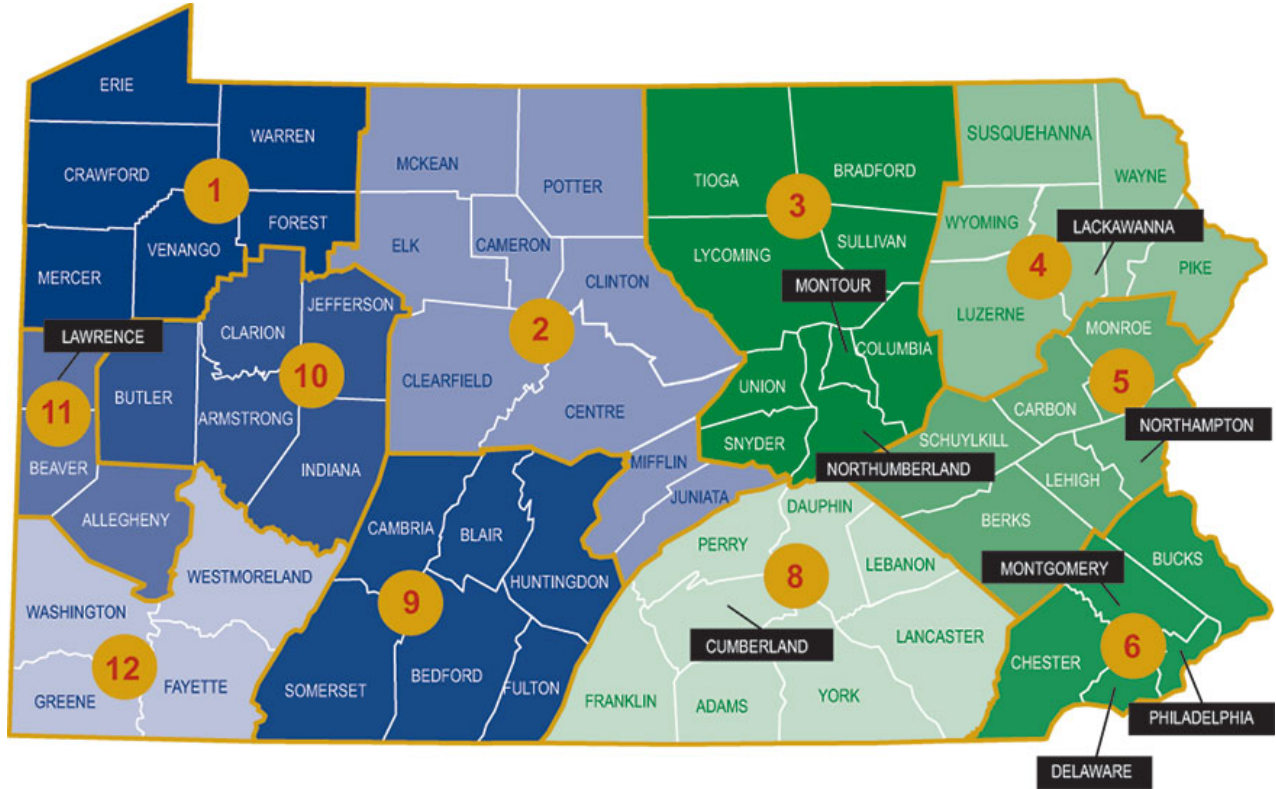 ERIE
WARREN
CRAWFORD
1
FOREST
VENANGO
MERCER
MCKEAN
POTTER
ELK
CAMERON
CLINTON
2
CLEARFIELD
CENTRE
MIFFLIN
JUNIATA
TIOGA
BRADFORD
3
LYCOMING
SULLIVAN
MONTOUR
COLUMBIA
UNION
SNYDER
NORTHUMBERLAND
SUSQUEHANNA
WAYNE
WYOMING
LACKAWANNA
4
PIKE
LUZERNE
MONROE
5
CARBON
NORTHAMPTON
SCHUYLKILL
LEHIGH
BERKS
LAWRENCE
11
BEAVER
ALLEGHENY
JEFFERSON
CLARION
10
BUTLER
ARMSTRONG
INDIANA
WESTMORELAND
WASHINGTON
12
GREENE
FAYETTE
CAMBRIA
BLAIR
HUNTINGDON
9
SOMERSET
BEDFORD
FULTON
DAUPHIN
PERRY
8
LEBANON
CUMBERLAND
LANCASTER
FRANKLIN
ADAMS
YORK
BUCKS
MONTGOMERY
6
CHESTER
PHILADELPHIA
DELAWARE